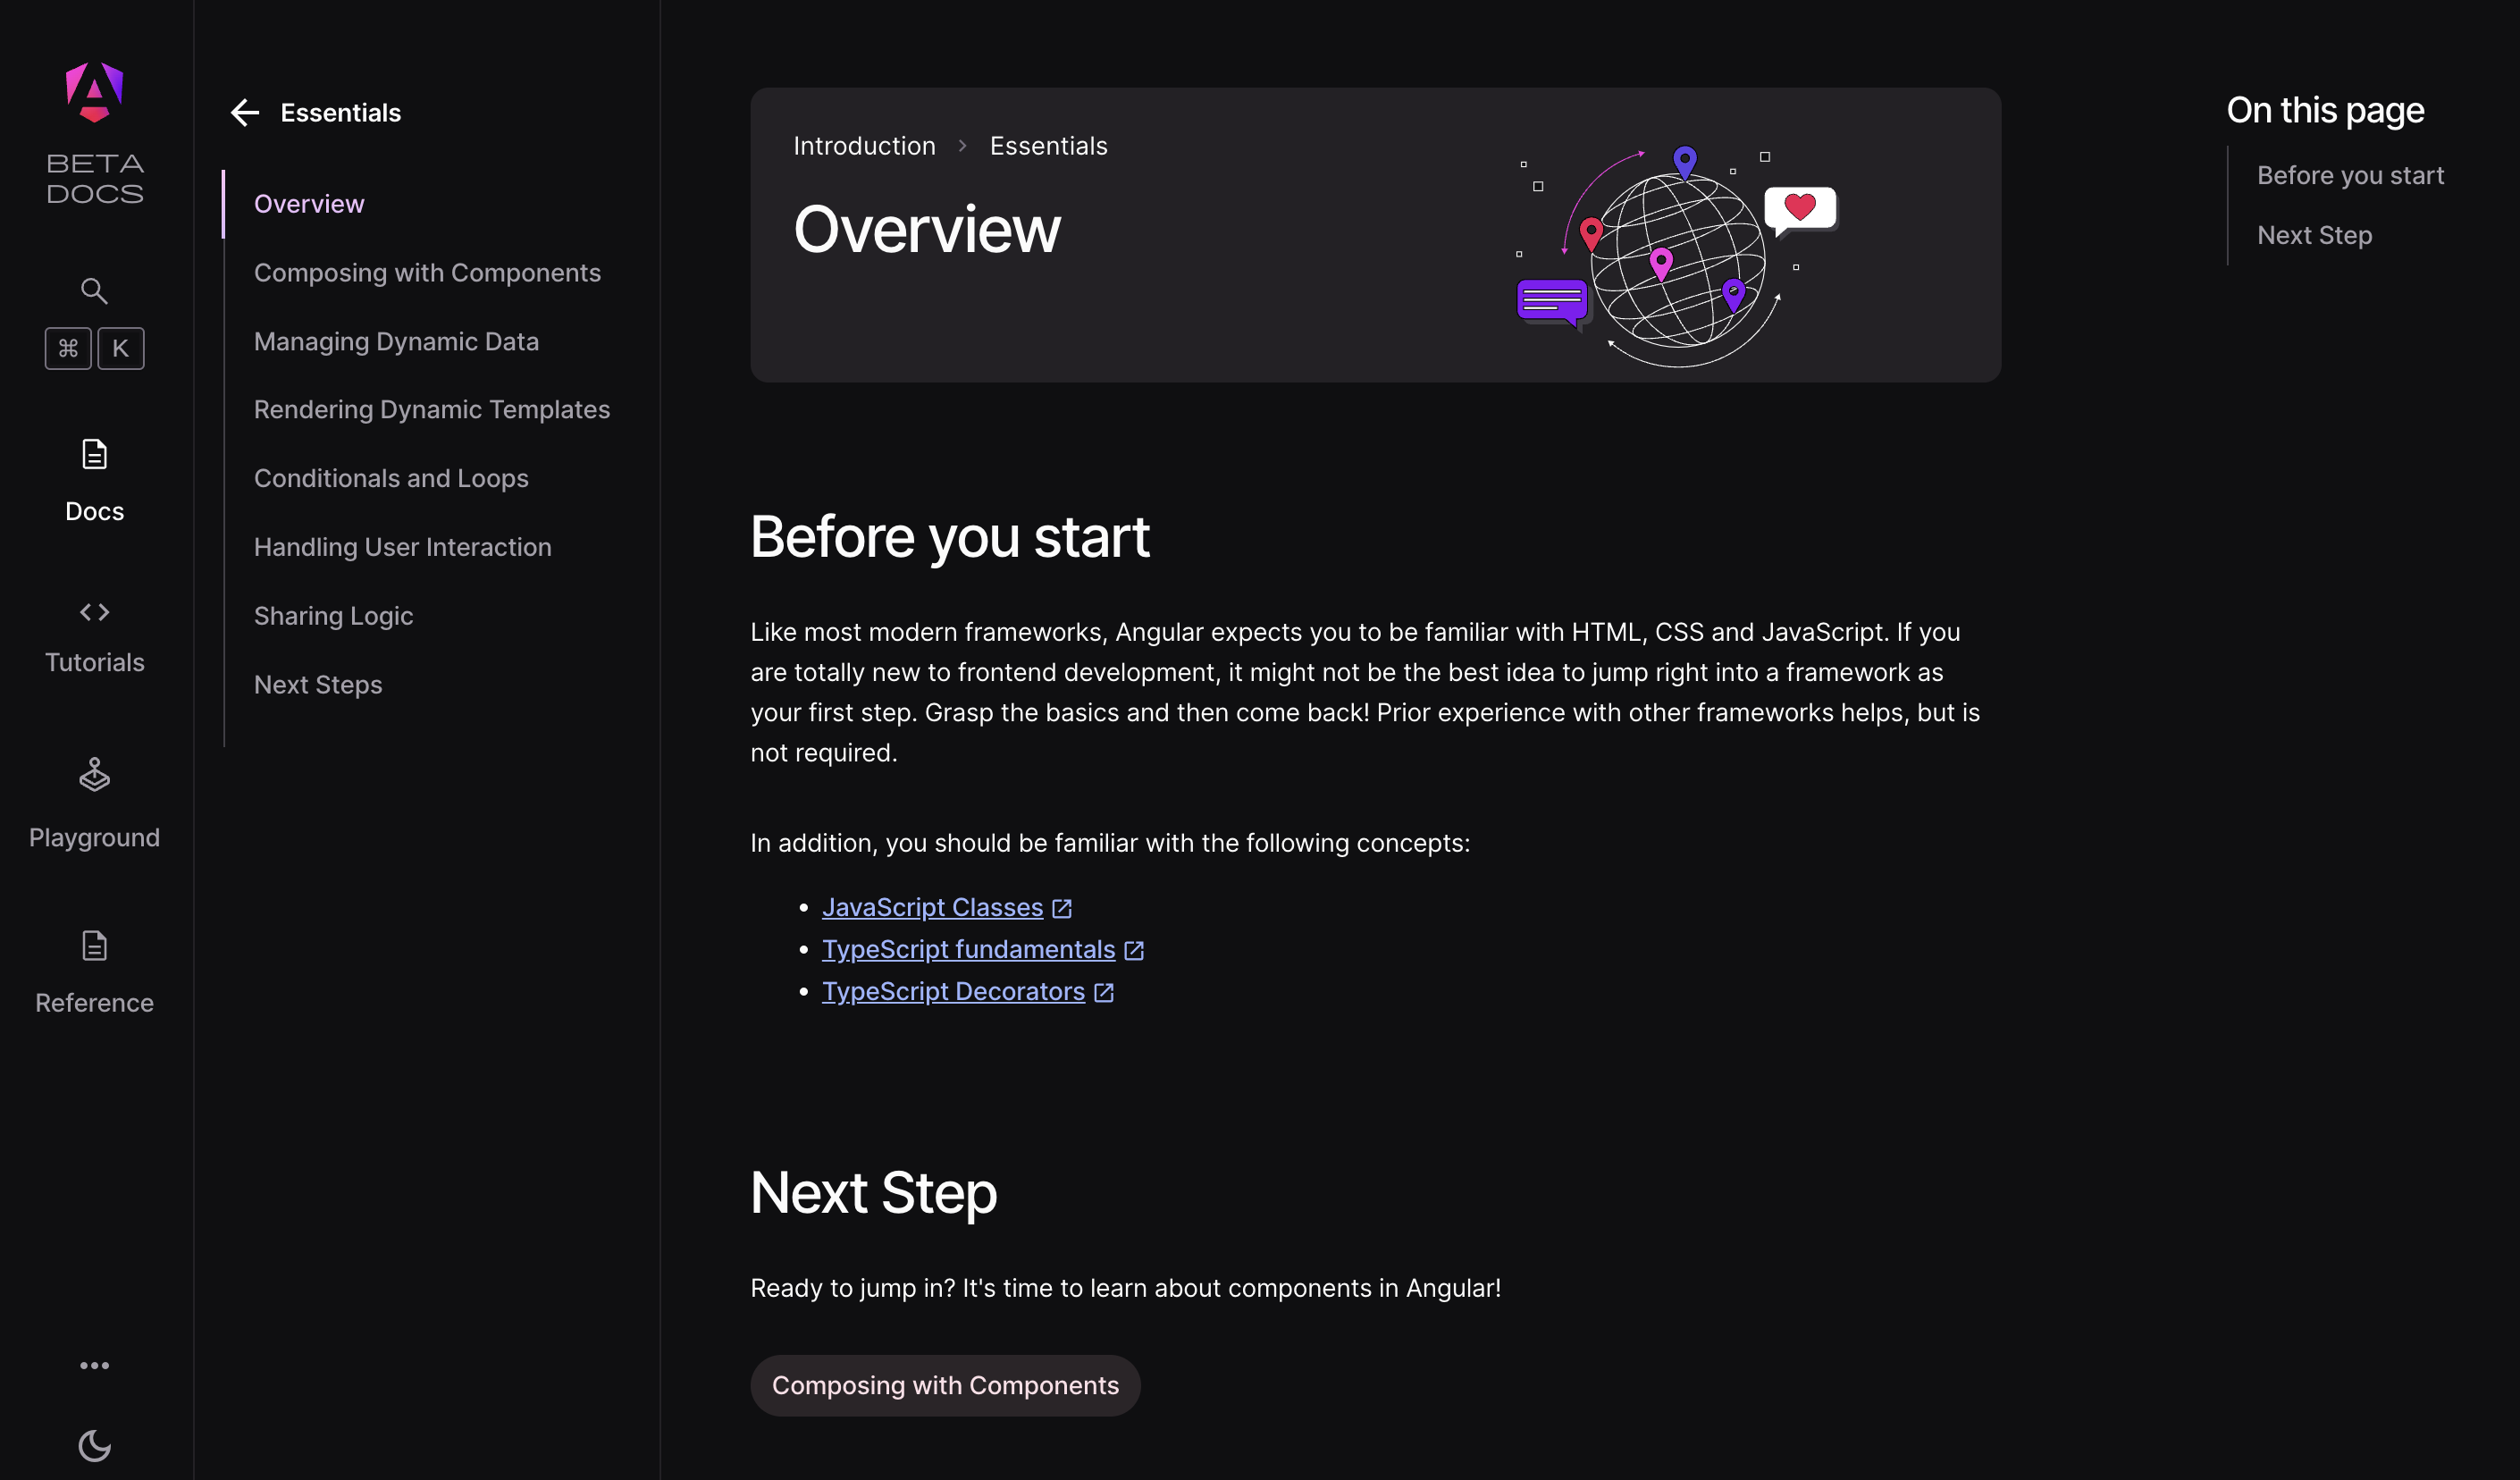 BETA
DOCS
⌘ K
Docs
Tutorials
Playground
Reference
Essentials
Overview
Composing with Components
Managing Dynamic Data
Rendering Dynamic Templates
Conditionals and Loops
Handling User Interaction
Sharing Logic
Next Steps
Introduction > Essentials
Overview
Before you start
Like most modern frameworks, Angular expects you to be familiar with HTML, CSS and JavaScript. If you
are totally new to frontend development, it might not be the best idea to jump right into a framework as
your first step. Grasp the basics and then come back! Prior experience with other frameworks helps, but is
not required.
In addition, you should be familiar with the following concepts:
• JavaScript Classes
• TypeScript fundamentals
• TypeScript Decorators
Next Step
Ready to jump in? It's time to learn about components in Angular!
Composing with Components
On this page
Before you start
Next Step